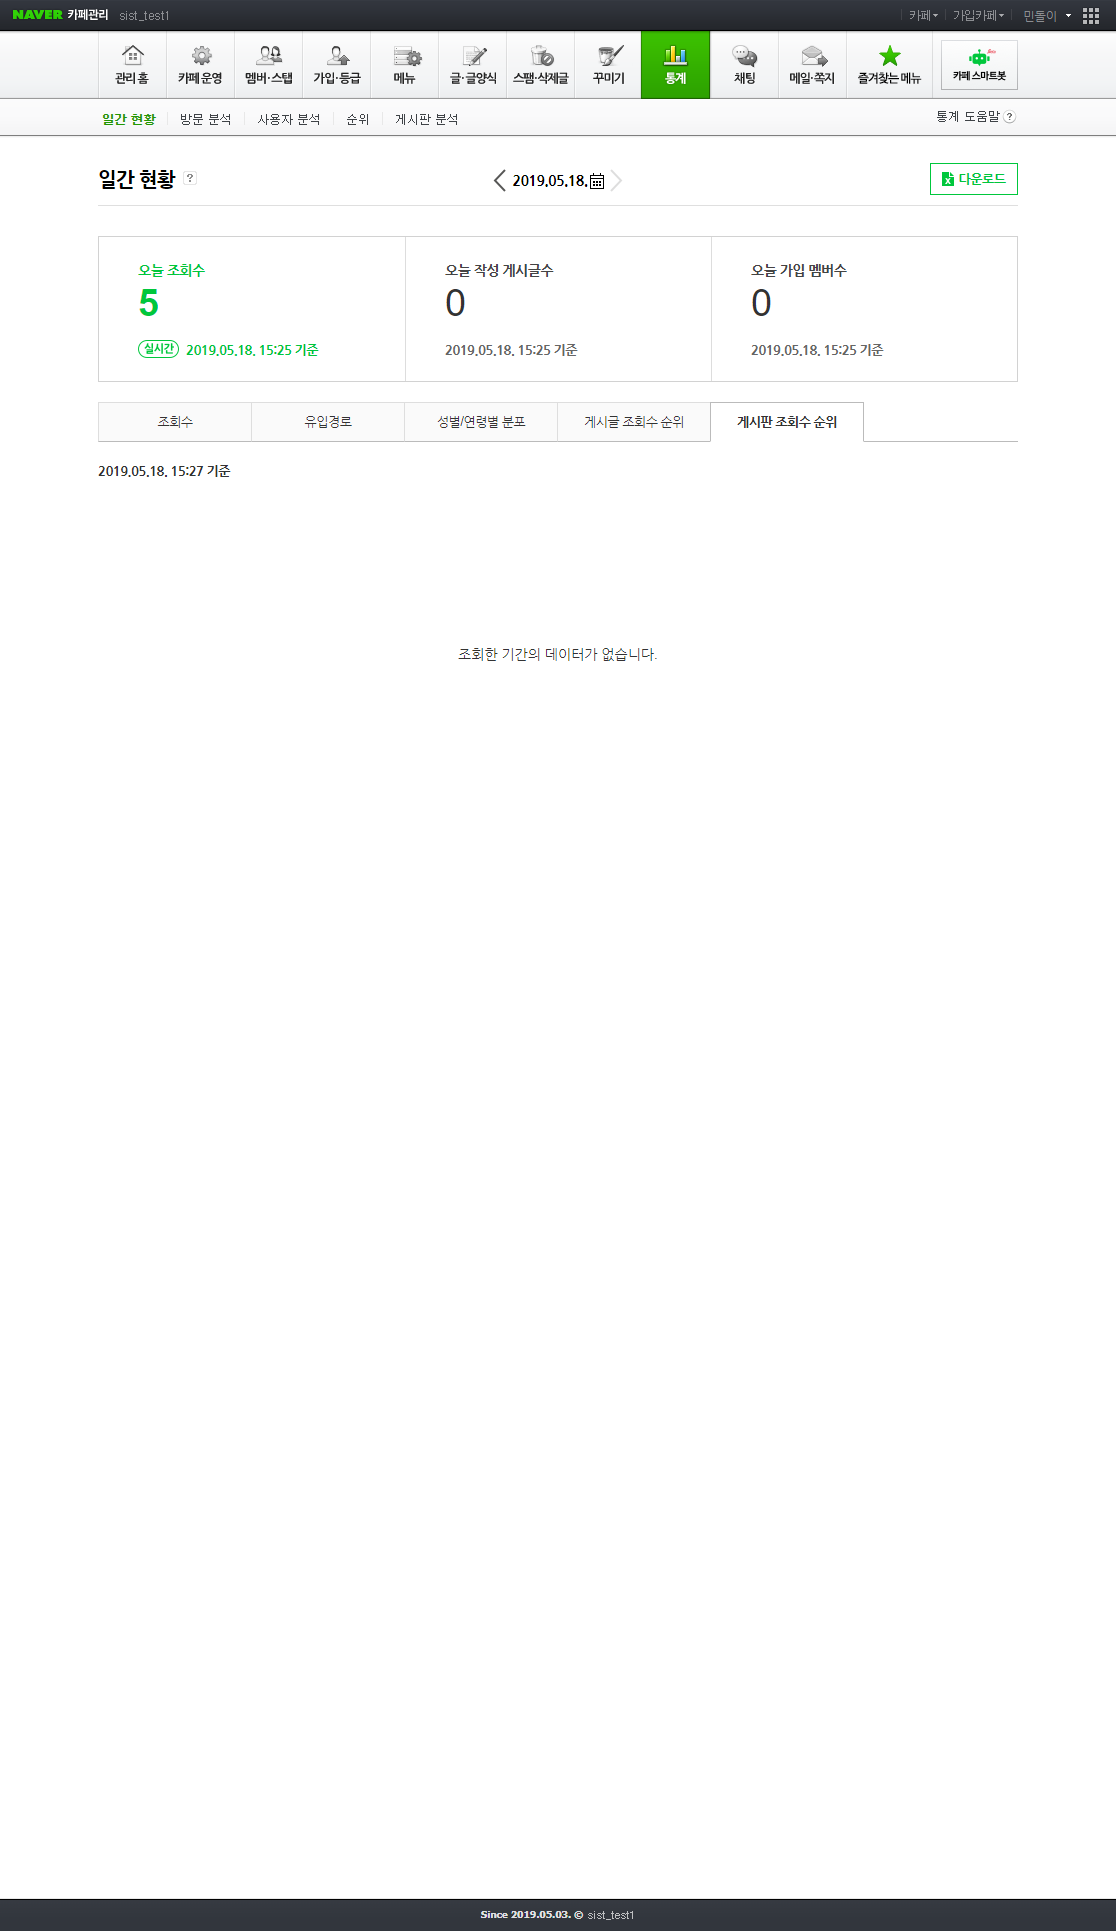 NAVER 카페관리 sist_test1 카페 가입카페 민돌이
관리 홈 카페 운영 멤버·스탭 가입·등급 메뉴 글·글양식 스팸·삭제글 꾸미기 통계 채팅 메일·쪽지 즐겨찾는 메뉴 카페 스마트봇
일간 현황 방문 분석 사용자 분석 순위 게시판 분석 통계 도움말 ?
일간 현황 ? 2019.05.18. 다운로드
오늘 조회수 오늘 작성 게시글수 오늘 가입 멤버수
5 0 0
실시간 2019.05.18. 15:25 기준 2019.05.18. 15:25 기준 2019.05.18. 15:25 기준
조회수 유입경로 성별/연령별 분포 게시글 조회수 순위 게시판 조회수 순위
2019.05.18. 15:27 기준
조회한 기간의 데이터가 없습니다.
Since 2019.05.03. © sist_test1